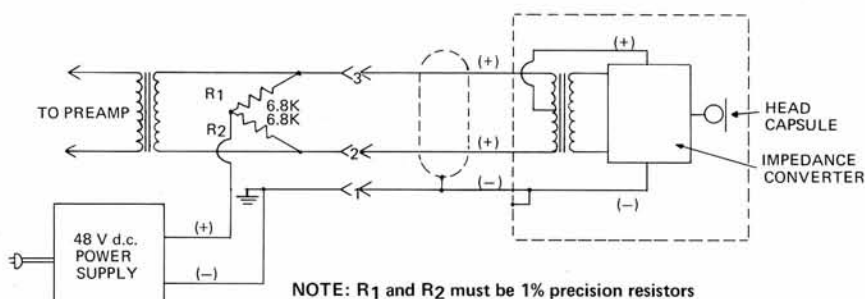 (+)
(+)
3
R1
6.8K
TO PREAMP
6.8K
R2
HEAD
CAPSULE
2
(+)
IMPEDANCE
CONVERTER
1
(−)
(−)
(+)
48 V d.c.
POWER
SUPPLY
(−)
NOTE: R1 and R2 must be 1% precision resistors